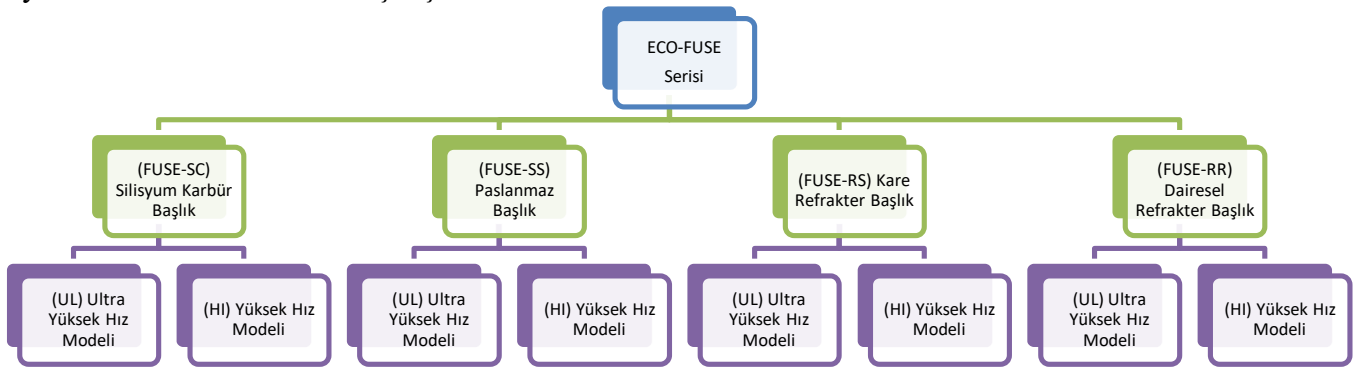 ECO-FUSE
Serisi
(FUSE-SC)
Silisyum Karbür
Başlık
(FUSE-SS)
Paslanmaz
Başlık
(FUSE-RS) Kare
Refrakter Başlık
(FUSE-RR)
Dairesel
Refrakter Başlık
(UL) Ultra
Yüksek Hız
Modeli
(HI) Yüksek Hız
Modeli
(UL) Ultra
Yüksek Hız
Modeli
(HI) Yüksek Hız
Modeli
(UL) Ultra
Yüksek Hız
Modeli
(HI) Yüksek Hız
Modeli
(UL) Ultra
Yüksek Hız
Modeli
(HI) Yüksek Hız
Modeli